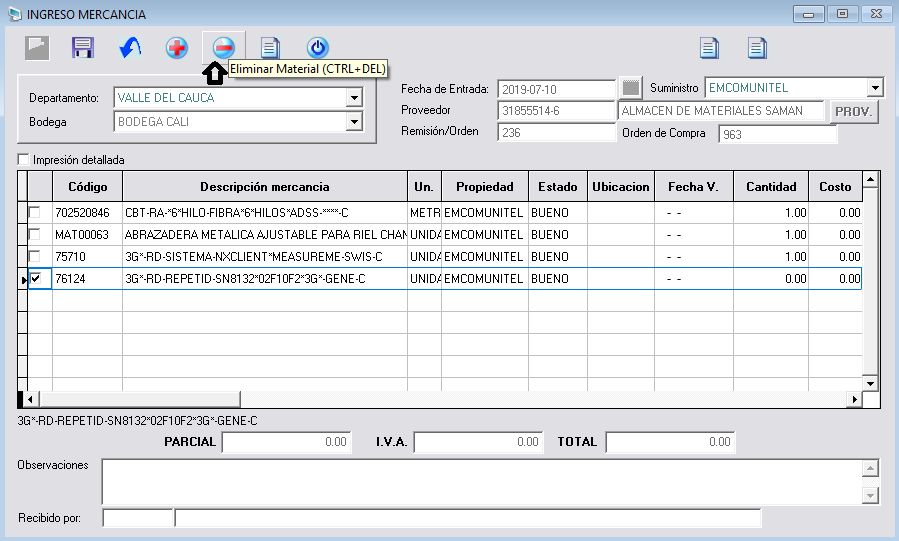 INGRESO MERCANCIA
Eliminar Material (CTRL+DEL)
Departamento: VALLE DEL CAUCA
Bodega BODEGA CALI
Fecha de Entrada: 2019-07-10 Suministro EMCOMUNITEL
Proveedor 31855514-6 ALMACEN DE MATERIALES SAMAN PROV.
Remisión/Orden 236 Orden de Compra 963
Impresión detallada
Código Descripción mercancia Un. Propiedad Estado Ubicacion Fecha V. Cantidad Costo
702520846 CBT-RA-*6*HILO-FIBRA*6*HILOS*ADSS-****-C METR EMCOMUNITEL BUENO - - 1.00 0.00
MAT00063 ABRAZADERA METALICA AJUSTABLE PARA RIEL CHAN UNIDA EMCOMUNITEL BUENO - - 1.00 0.00
75710 3G*-RD-SISTEMA-NXCLIENT*MEASUREME-SWIS-C UNIDA EMCOMUNITEL BUENO - - 1.00 0.00
76124 3G*-RD-REPETID-SN8132*02F10F2*3G*-GENE-C UNIDA EMCOMUNITEL BUENO - - 0.00 0.00
3G*-RD-REPETID-SN8132*02F10F2*3G*-GENE-C
PARCIAL 0.00 I.V.A. 0.00 TOTAL 0.00
Observaciones
Recibido por: